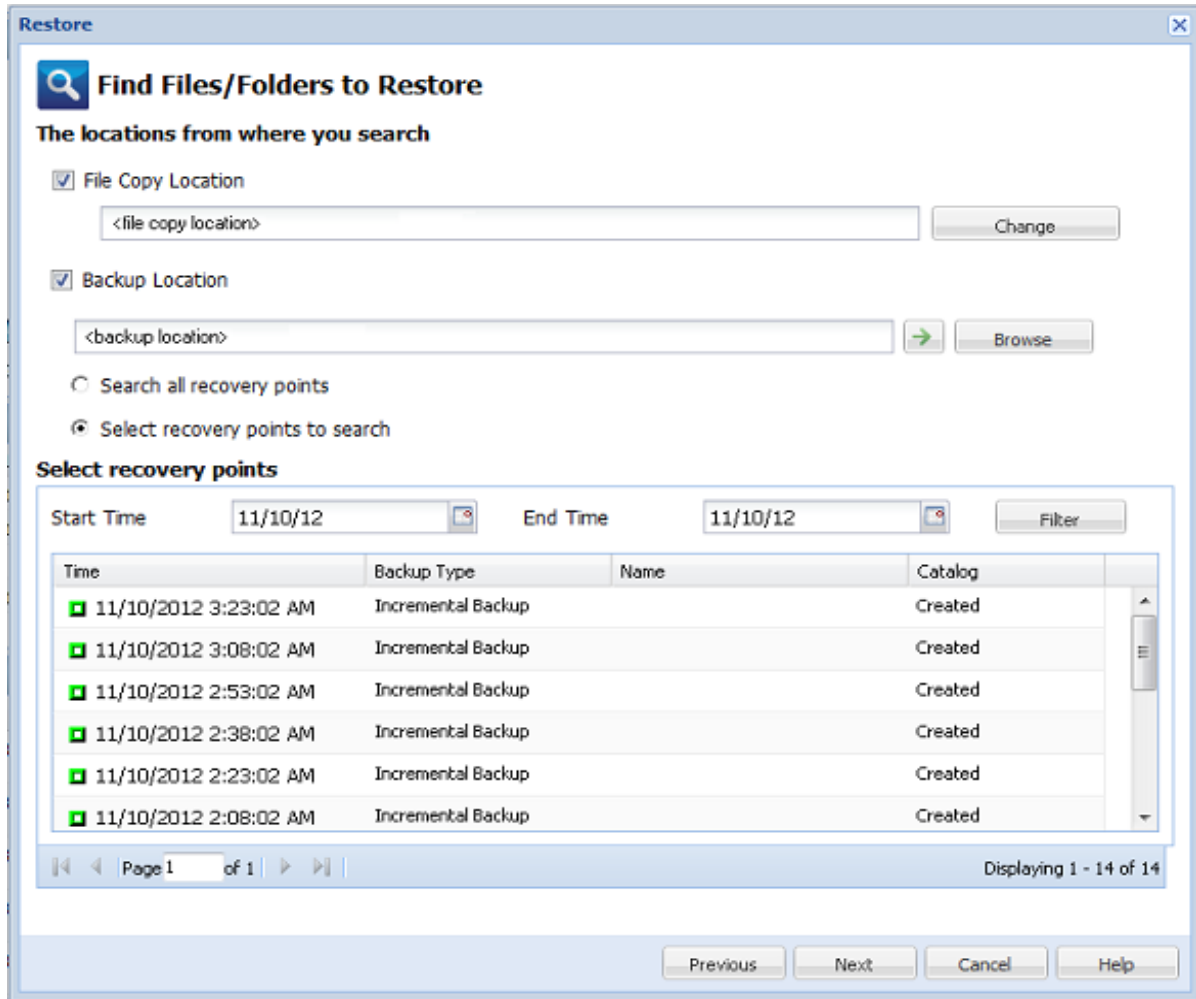 Restore
Find Files/Folders to Restore
The locations from where you search
File Copy Location
<file copy location>
Change
Backup Location
<backup location>
Browse
Search all recovery points
Select recovery points to search
Select recovery points
Start Time 11/10/12 End Time 11/10/12 Filter
Time Backup Type Name Catalog
11/10/2012 3:23:02 AM Incremental Backup Created
11/10/2012 3:08:02 AM Incremental Backup Created
11/10/2012 2:53:02 AM Incremental Backup Created
11/10/2012 2:38:02 AM Incremental Backup Created
11/10/2012 2:23:02 AM Incremental Backup Created
11/10/2012 2:08:02 AM Incremental Backup Created
Page 1 of 1 Displaying 1 - 14 of 14
Previous Next Cancel Help